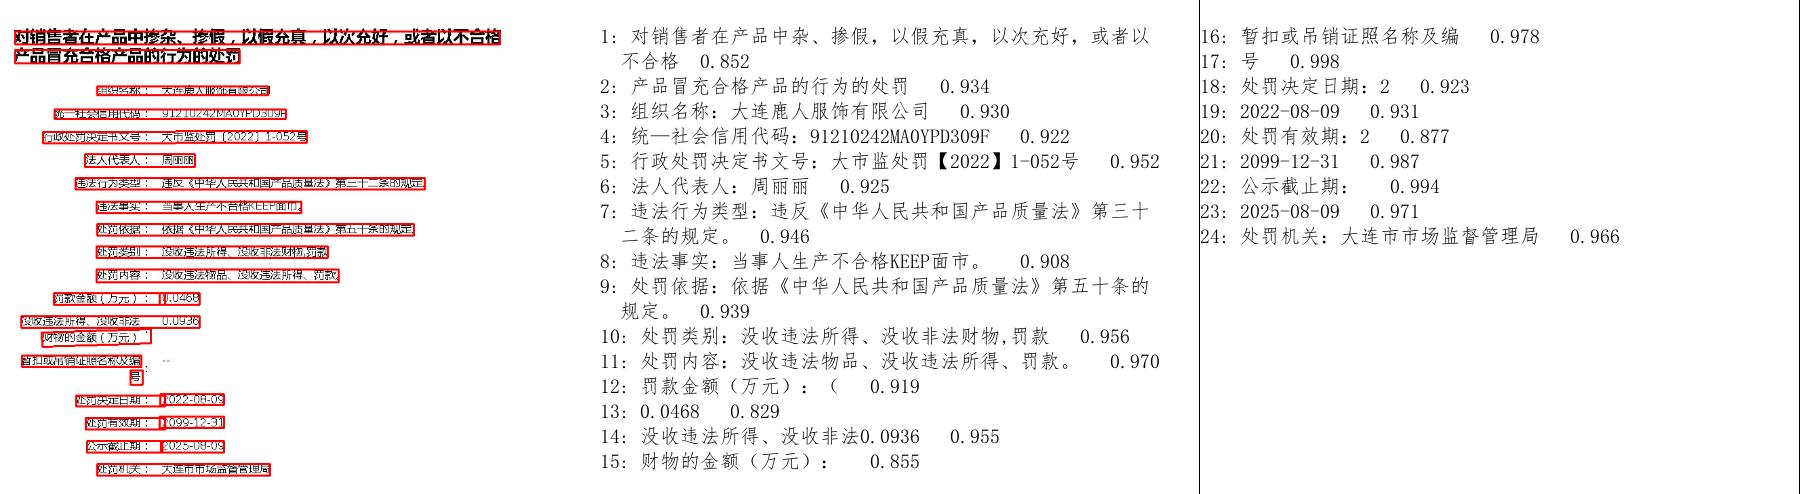 对销售者在产品中掺杂、掺假，以假充真，以次充好，或者以不合格
产品冒充合格产品的行为的处罚
组织名称： 大连鹿人服饰有限公司
统一社会信用代码： 91210242MA0YPD309F
行政处罚决定书文号： 大市监处罚【2022】1-052号
法人代表人： 周丽丽
违法行为类型： 违反《中华人民共和国产品质量法》第三十二条的规定。
违法事实： 当事人生产不合格KEEP面市。
处罚依据： 依据《中华人民共和国产品质量法》第五十条的规定。
处罚类别： 没收违法所得、没收非法财物,罚款
处罚内容： 没收违法物品、没收违法所得、罚款。
罚款金额（万元）： 0.0468
没收违法所得、没收非法 0.0936
财物的金额（万元）：
暂扣或吊销证照名称及编 --
号：
处罚决定日期： 2022-08-09
处罚有效期： 2099-12-31
公示截止期： 2025-08-09
处罚机关： 大连市市场监督管理局
1: 对销售者在产品中杂、掺假，以假充真，以次充好，或者以
不合格 0.852
2: 产品冒充合格产品的行为的处罚 0.934
3: 组织名称：大连鹿人服饰有限公司 0.930
4: 统一社会信用代码：91210242MA0YPD309F 0.922
5: 行政处罚决定书文号：大市监处罚【2022】1-052号 0.952
6: 法人代表人：周丽丽 0.925
7: 违法行为类型：违反《中华人民共和国产品质量法》第三十
二条的规定。 0.946
8: 违法事实：当事人生产不合格KEEP面市。 0.908
9: 处罚依据：依据《中华人民共和国产品质量法》第五十条的
规定。 0.939
10: 处罚类别：没收违法所得、没收非法财物,罚款 0.956
11: 处罚内容：没收违法物品、没收违法所得、罚款。 0.970
12: 罚款金额（万元）：（ 0.919
13: 0.0468 0.829
14: 没收违法所得、没收非法0.0936 0.955
15: 财物的金额（万元）： 0.855
16: 暂扣或吊销证照名称及编 0.978
17: 号 0.998
18: 处罚决定日期：2 0.923
19: 2022-08-09 0.931
20: 处罚有效期：2 0.877
21: 2099-12-31 0.987
22: 公示截止期： 0.994
23: 2025-08-09 0.971
24: 处罚机关：大连市市场监督管理局 0.966